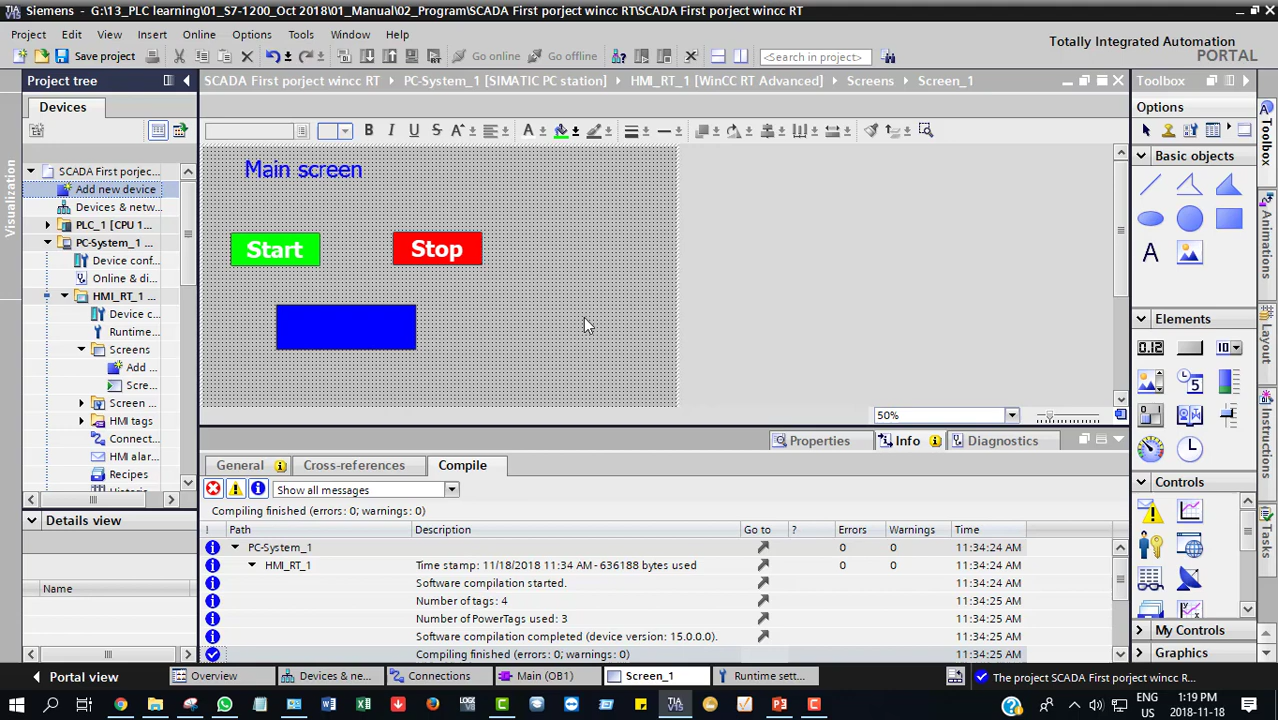 Siemens - G:\13_PLC learning\01_S7-1200_Oct 2018\01_Manual\02_Program\SCADA First porject wincc RT\SCADA First porject wincc RT
Project Edit View Insert Online Options Tools Window Help
Totally Integrated Automation
PORTAL
Save project
Go online
Go offline
<Search in project>
Project tree
SCADA First porject wincc RT
PC-System_1 [SIMATIC PC station]
HMI_RT_1 [WinCC RT Advanced]
Screens
Screen_1
Toolbox
Devices
Options
Visualization
SCADA First porjec...
Add new device
Devices & netw...
PLC_1 [CPU 1...
PC-System_1 ...
Device conf...
Online & di...
HMI_RT_1 ...
Device c...
Runtime...
Screens
Add ...
Scre...
Screen ...
HMI tags
Connect...
HMI alar...
Recipes
B I U S A A
Main screen
Start
Stop
50%
Basic objects
A
Elements
0.12
10
5
Controls
My Controls
Graphics
Toolbox
Animations
Layout
Instructions
Tasks
Properties
Info
Diagnostics
General
Cross-references
Compile
Show all messages
Compiling finished (errors: 0; warnings: 0)
! Path Description Go to ? Errors Warnings Time
PC-System_1 0 0 11:34:24 AM
HMI_RT_1 Time stamp: 11/18/2018 11:34 AM - 636188 bytes used 0 0 11:34:24 AM
Software compilation started. 11:34:24 AM
Number of tags: 4 11:34:25 AM
Number of PowerTags used: 3 11:34:25 AM
Software compilation completed (device version: 15.0.0.0). 11:34:25 AM
Compiling finished (errors: 0; warnings: 0) 11:34:25 AM
Details view
Name
Portal view
Overview
Devices & ne...
Connections
Main (OB1)
Screen_1
Runtime sett...
The project SCADA First porject wincc R...
ENG
US
1:19 PM
2018-11-18